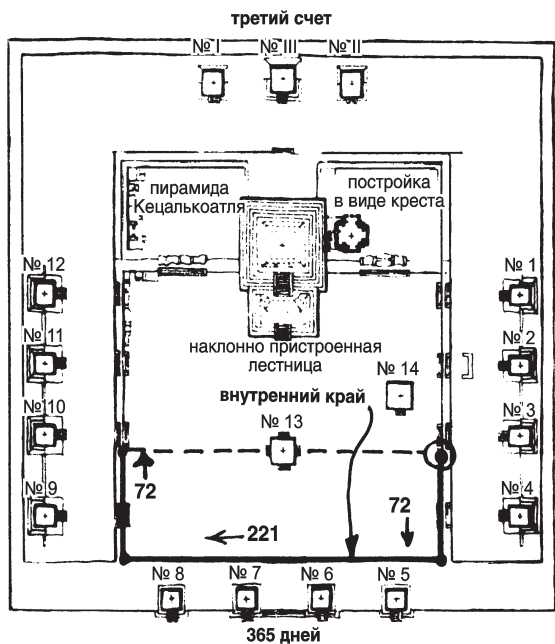 третий счет
№ I № III № II
пирамида
Кецалькоатля
постройка
в виде креста
№ 12 № 1
№ 11 № 2
наклонно пристроенная
лестница
№ 14
внутренний край
№ 10 № 13 № 3
72
№ 9 72 № 4
221
№ 8 № 7 № 6 № 5
365 дней